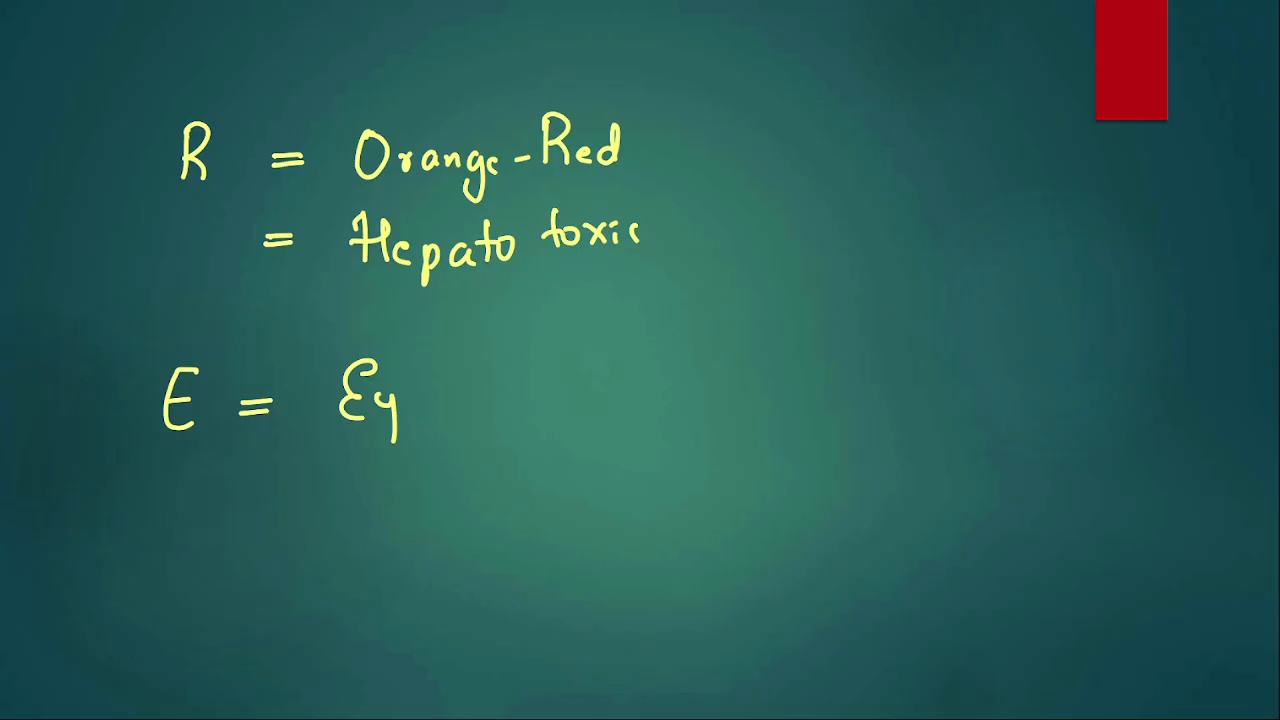 R = Orange-Red
= Hepato toxic
E = Ey